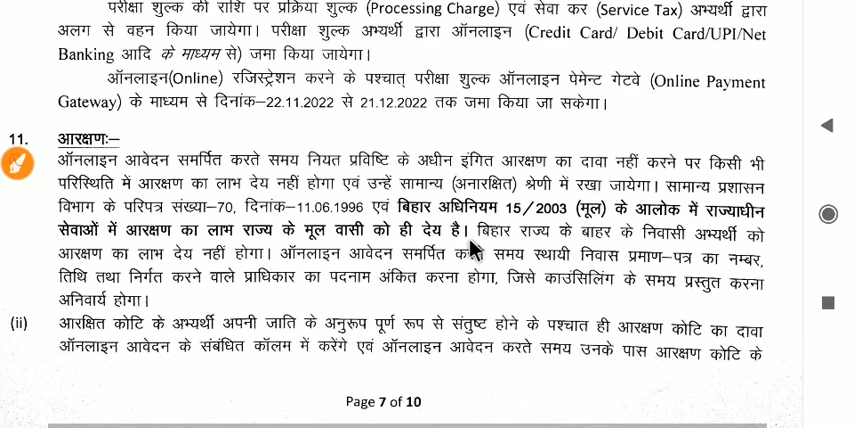 परीक्षा शुल्क की राशि पर प्रक्रिया शुल्क (Processing Charge) एवं सेवा कर (Service Tax) अभ्यर्थी द्वारा
अलग से वहन किया जायेगा। परीक्षा शुल्क अभ्यर्थी द्वारा ऑनलाइन (Credit Card/ Debit Card/UPI/Net
Banking आदि के माध्यम से) जमा किया जायेगा।
ऑनलाइन(Online) रजिस्ट्रेशन करने के पश्चात् परीक्षा शुल्क ऑनलाइन पेमेन्ट गेटवे (Online Payment
Gateway) के माध्यम से दिनांक–22.11.2022 से 21.12.2022 तक जमा किया जा सकेगा।
11. आरक्षणः–
ऑनलाइन आवेदन समर्पित करते समय नियत प्रविष्टि के अधीन इंगित आरक्षण का दावा नहीं करने पर किसी भी
परिस्थिति में आरक्षण का लाभ देय नहीं होगा एवं उन्हें सामान्य (अनारक्षित) श्रेणी में रखा जायेगा। सामान्य प्रशासन
विभाग के परिपत्र संख्या–70, दिनांक–11.06.1996 एवं बिहार अधिनियम 15/2003 (मूल) के आलोक में राज्याधीन
सेवाओं में आरक्षण का लाभ राज्य के मूल वासी को ही देय है। बिहार राज्य के बाहर के निवासी अभ्यर्थी को
आरक्षण का लाभ देय नहीं होगा। ऑनलाइन आवेदन समर्पित करते समय स्थायी निवास प्रमाण–पत्र का नम्बर,
तिथि तथा निर्गत करने वाले प्राधिकार का पदनाम अंकित करना होगा, जिसे काउंसिलिंग के समय प्रस्तुत करना
अनिवार्य होगा।
(ii) आरक्षित कोटि के अभ्यर्थी अपनी जाति के अनुरूप पूर्ण रूप से संतुष्ट होने के पश्चात ही आरक्षण कोटि का दावा
ऑनलाइन आवेदन के संबंधित कॉलम में करेंगे एवं ऑनलाइन आवेदन करते समय उनके पास आरक्षण कोटि के
Page 7 of 10